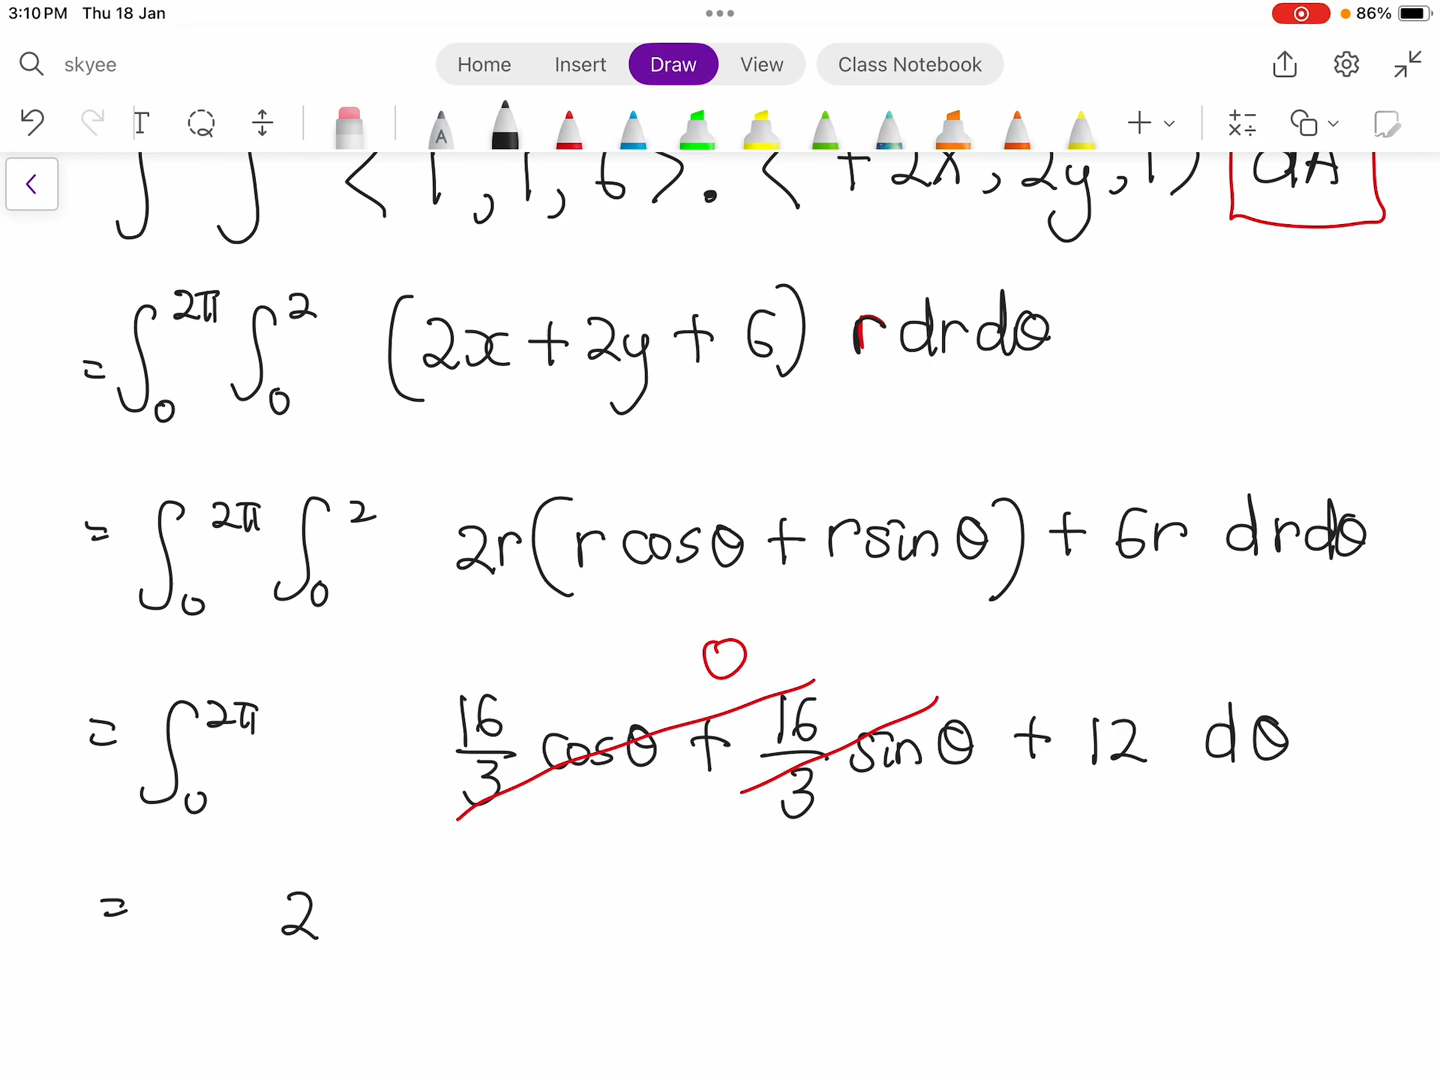 3:10 PM Thu 18 Jan 86%
skyee Home Insert Draw View Class Notebook
T A
∫ ∫ <1, 1, 6> · <+2x, 2y, 1> dA
= ∫₀^2π ∫₀^2 (2x + 2y + 6) r dr dθ
= ∫₀^2π ∫₀^2 2r(r cosθ + r sinθ) + 6r dr dθ
0
= ∫₀^2π 16/3 cosθ + 16/3 sinθ + 12 dθ
= 2